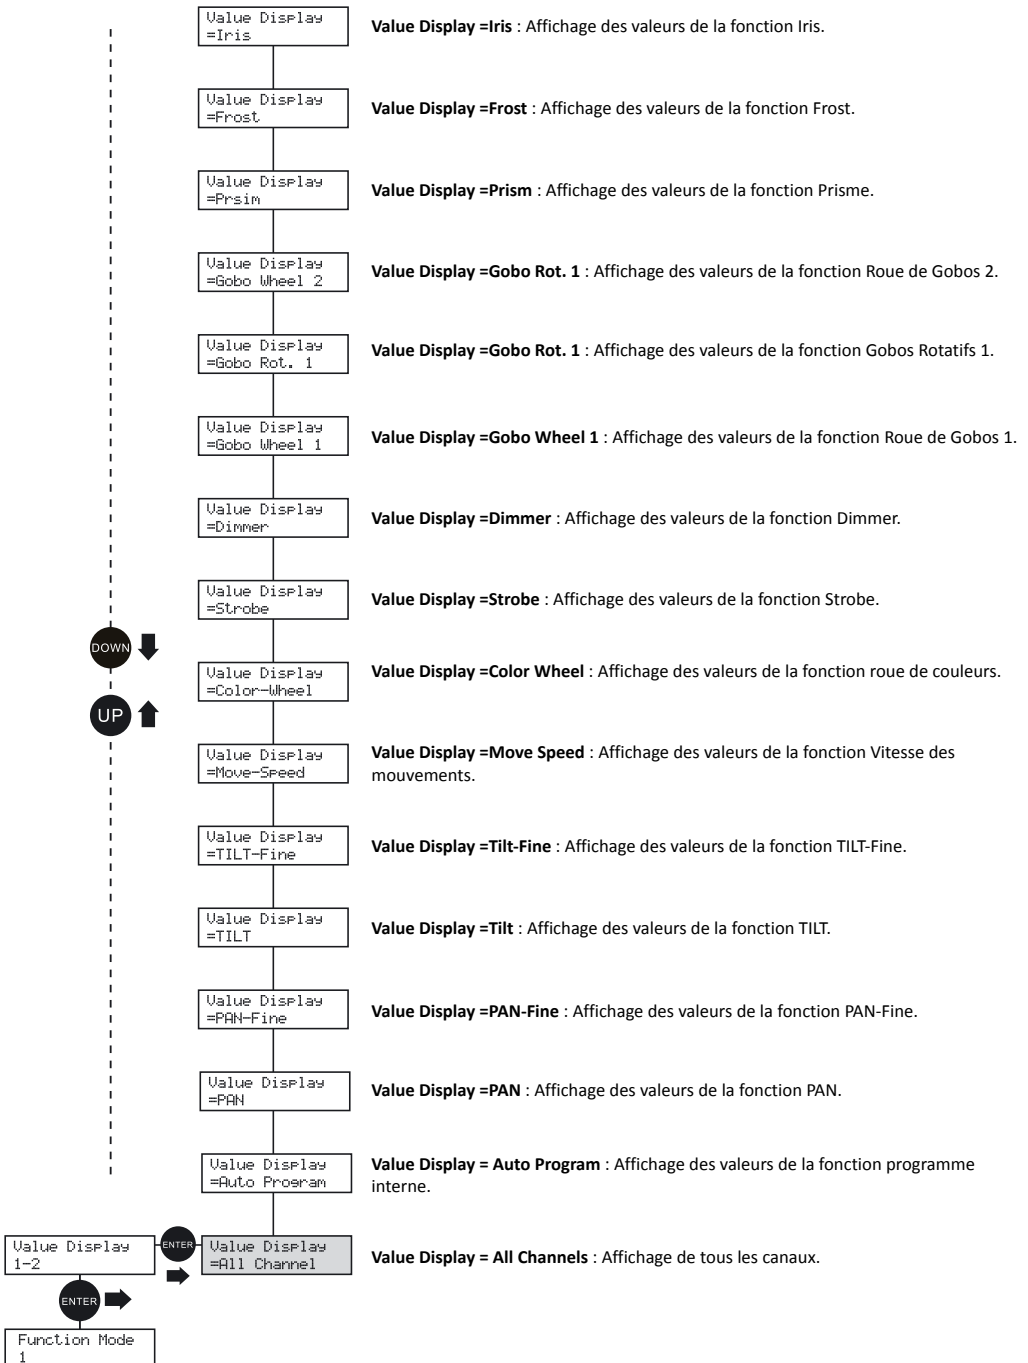 Value Display
=Iris
Value Display =Iris : Affichage des valeurs de la fonction Iris.
Value Display
=Frost
Value Display =Frost : Affichage des valeurs de la fonction Frost.
Value Display
=Prsim
Value Display =Prism : Affichage des valeurs de la fonction Prisme.
Value Display
=Gobo Wheel 2
Value Display =Gobo Rot. 1 : Affichage des valeurs de la fonction Roue de Gobos 2.
Value Display
=Gobo Rot. 1
Value Display =Gobo Rot. 1 : Affichage des valeurs de la fonction Gobos Rotatifs 1.
Value Display
=Gobo Wheel 1
Value Display =Gobo Wheel 1 : Affichage des valeurs de la fonction Roue de Gobos 1.
Value Display
=Dimmer
Value Display =Dimmer : Affichage des valeurs de la fonction Dimmer.
Value Display
=Strobe
Value Display =Strobe : Affichage des valeurs de la fonction Strobe.
DOWN
Value Display
=Color-Wheel
Value Display =Color Wheel : Affichage des valeurs de la fonction roue de couleurs.
UP
Value Display
=Move-Speed
Value Display =Move Speed : Affichage des valeurs de la fonction Vitesse des
mouvements.
Value Display
=TILT-Fine
Value Display =Tilt-Fine : Affichage des valeurs de la fonction TILT-Fine.
Value Display
=TILT
Value Display =Tilt : Affichage des valeurs de la fonction TILT.
Value Display
=PAN-Fine
Value Display =PAN-Fine : Affichage des valeurs de la fonction PAN-Fine.
Value Display
=PAN
Value Display =PAN : Affichage des valeurs de la fonction PAN.
Value Display
=Auto Program
Value Display = Auto Program : Affichage des valeurs de la fonction programme
interne.
Value Display
1-2
ENTER
Value Display
=All Channel
Value Display = All Channels : Affichage de tous les canaux.
ENTER
Function Mode
1